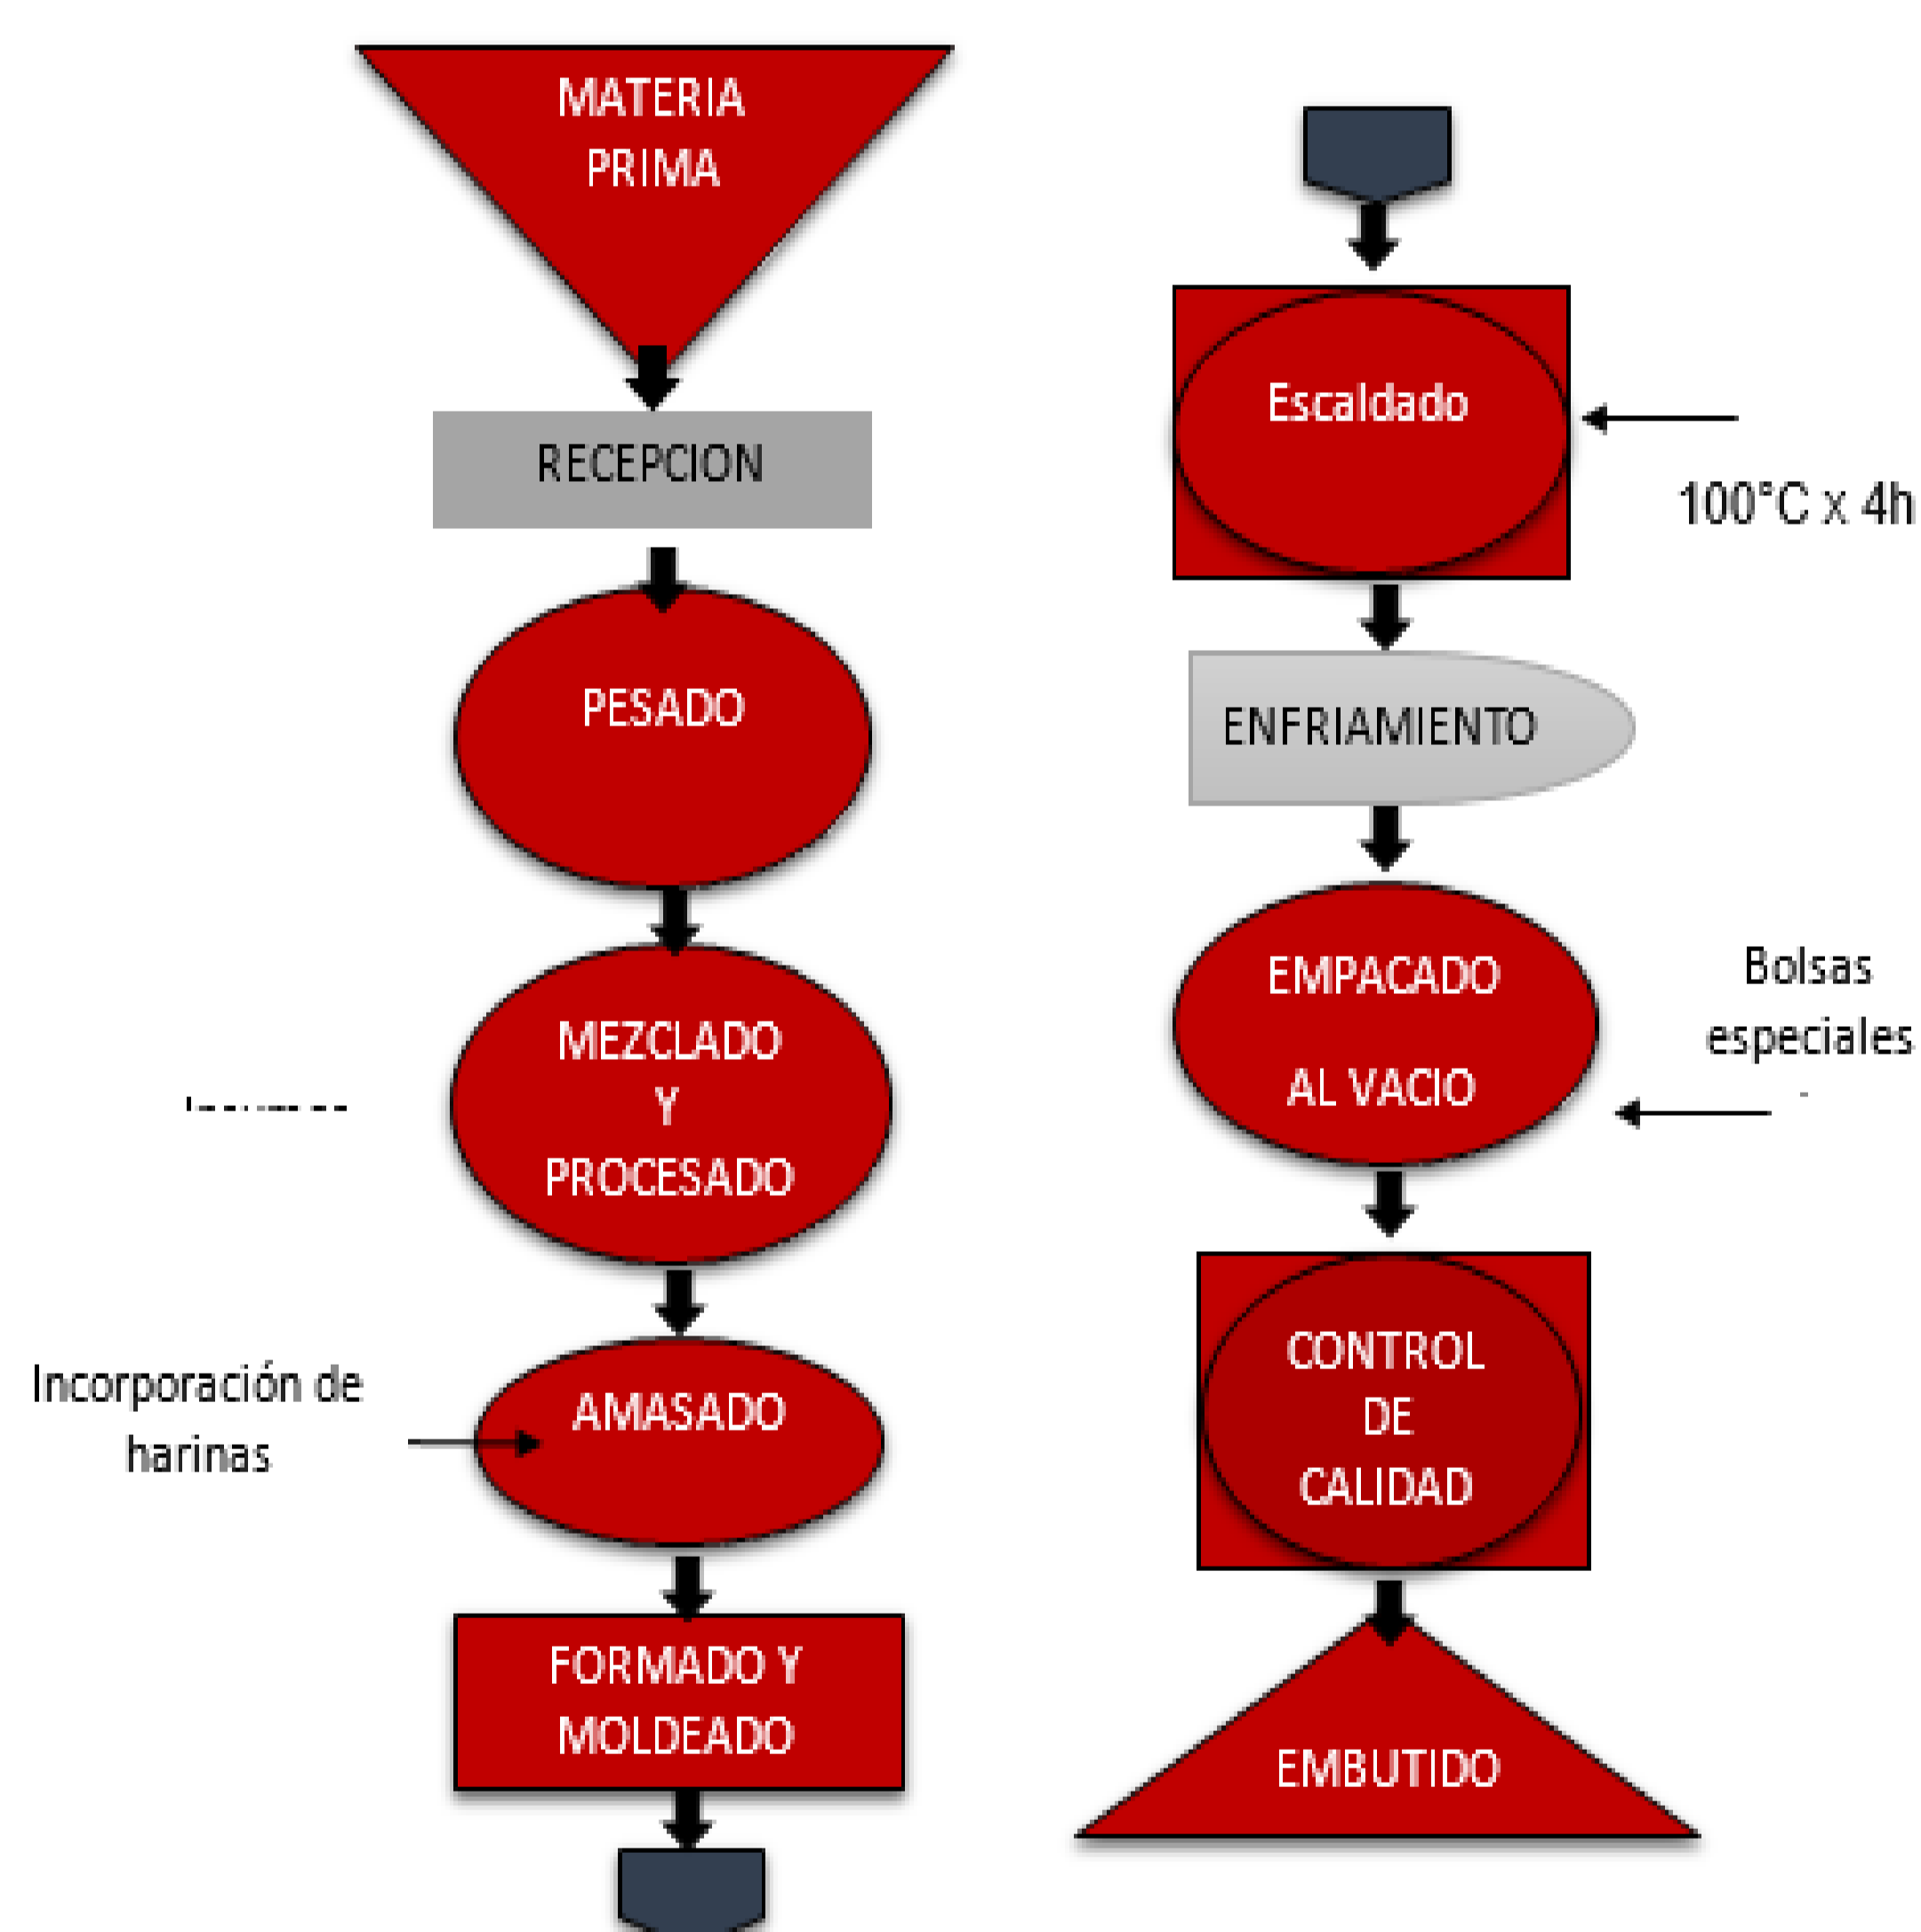 MATERIA
PRIMA
RECEPCION
PESADO
MEZCLADO
Y
PROCESADO
Incorporación de
harinas
AMASADO
FORMADO Y
MOLDEADO
Escaldado
100°C x 4h
ENFRIAMIENTO
EMPACADO
AL VACIO
Bolsas
especiales
CONTROL
DE
CALIDAD
EMBUTIDO